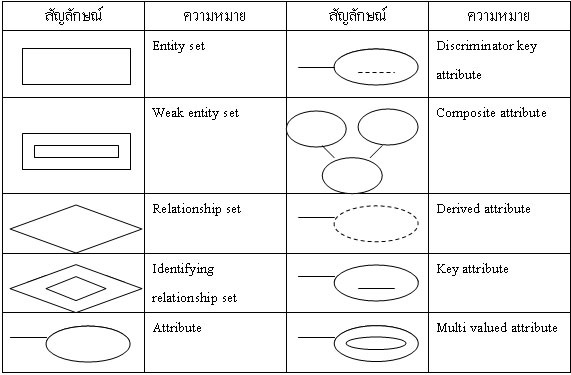 สัญลักษณ์ ความหมาย สัญลักษณ์ ความหมาย
Entity set
Discriminator key
attribute
Weak entity set
Composite attribute
Relationship set
Derived attribute
Identifying
relationship set
Key attribute
Attribute
Multi valued attribute